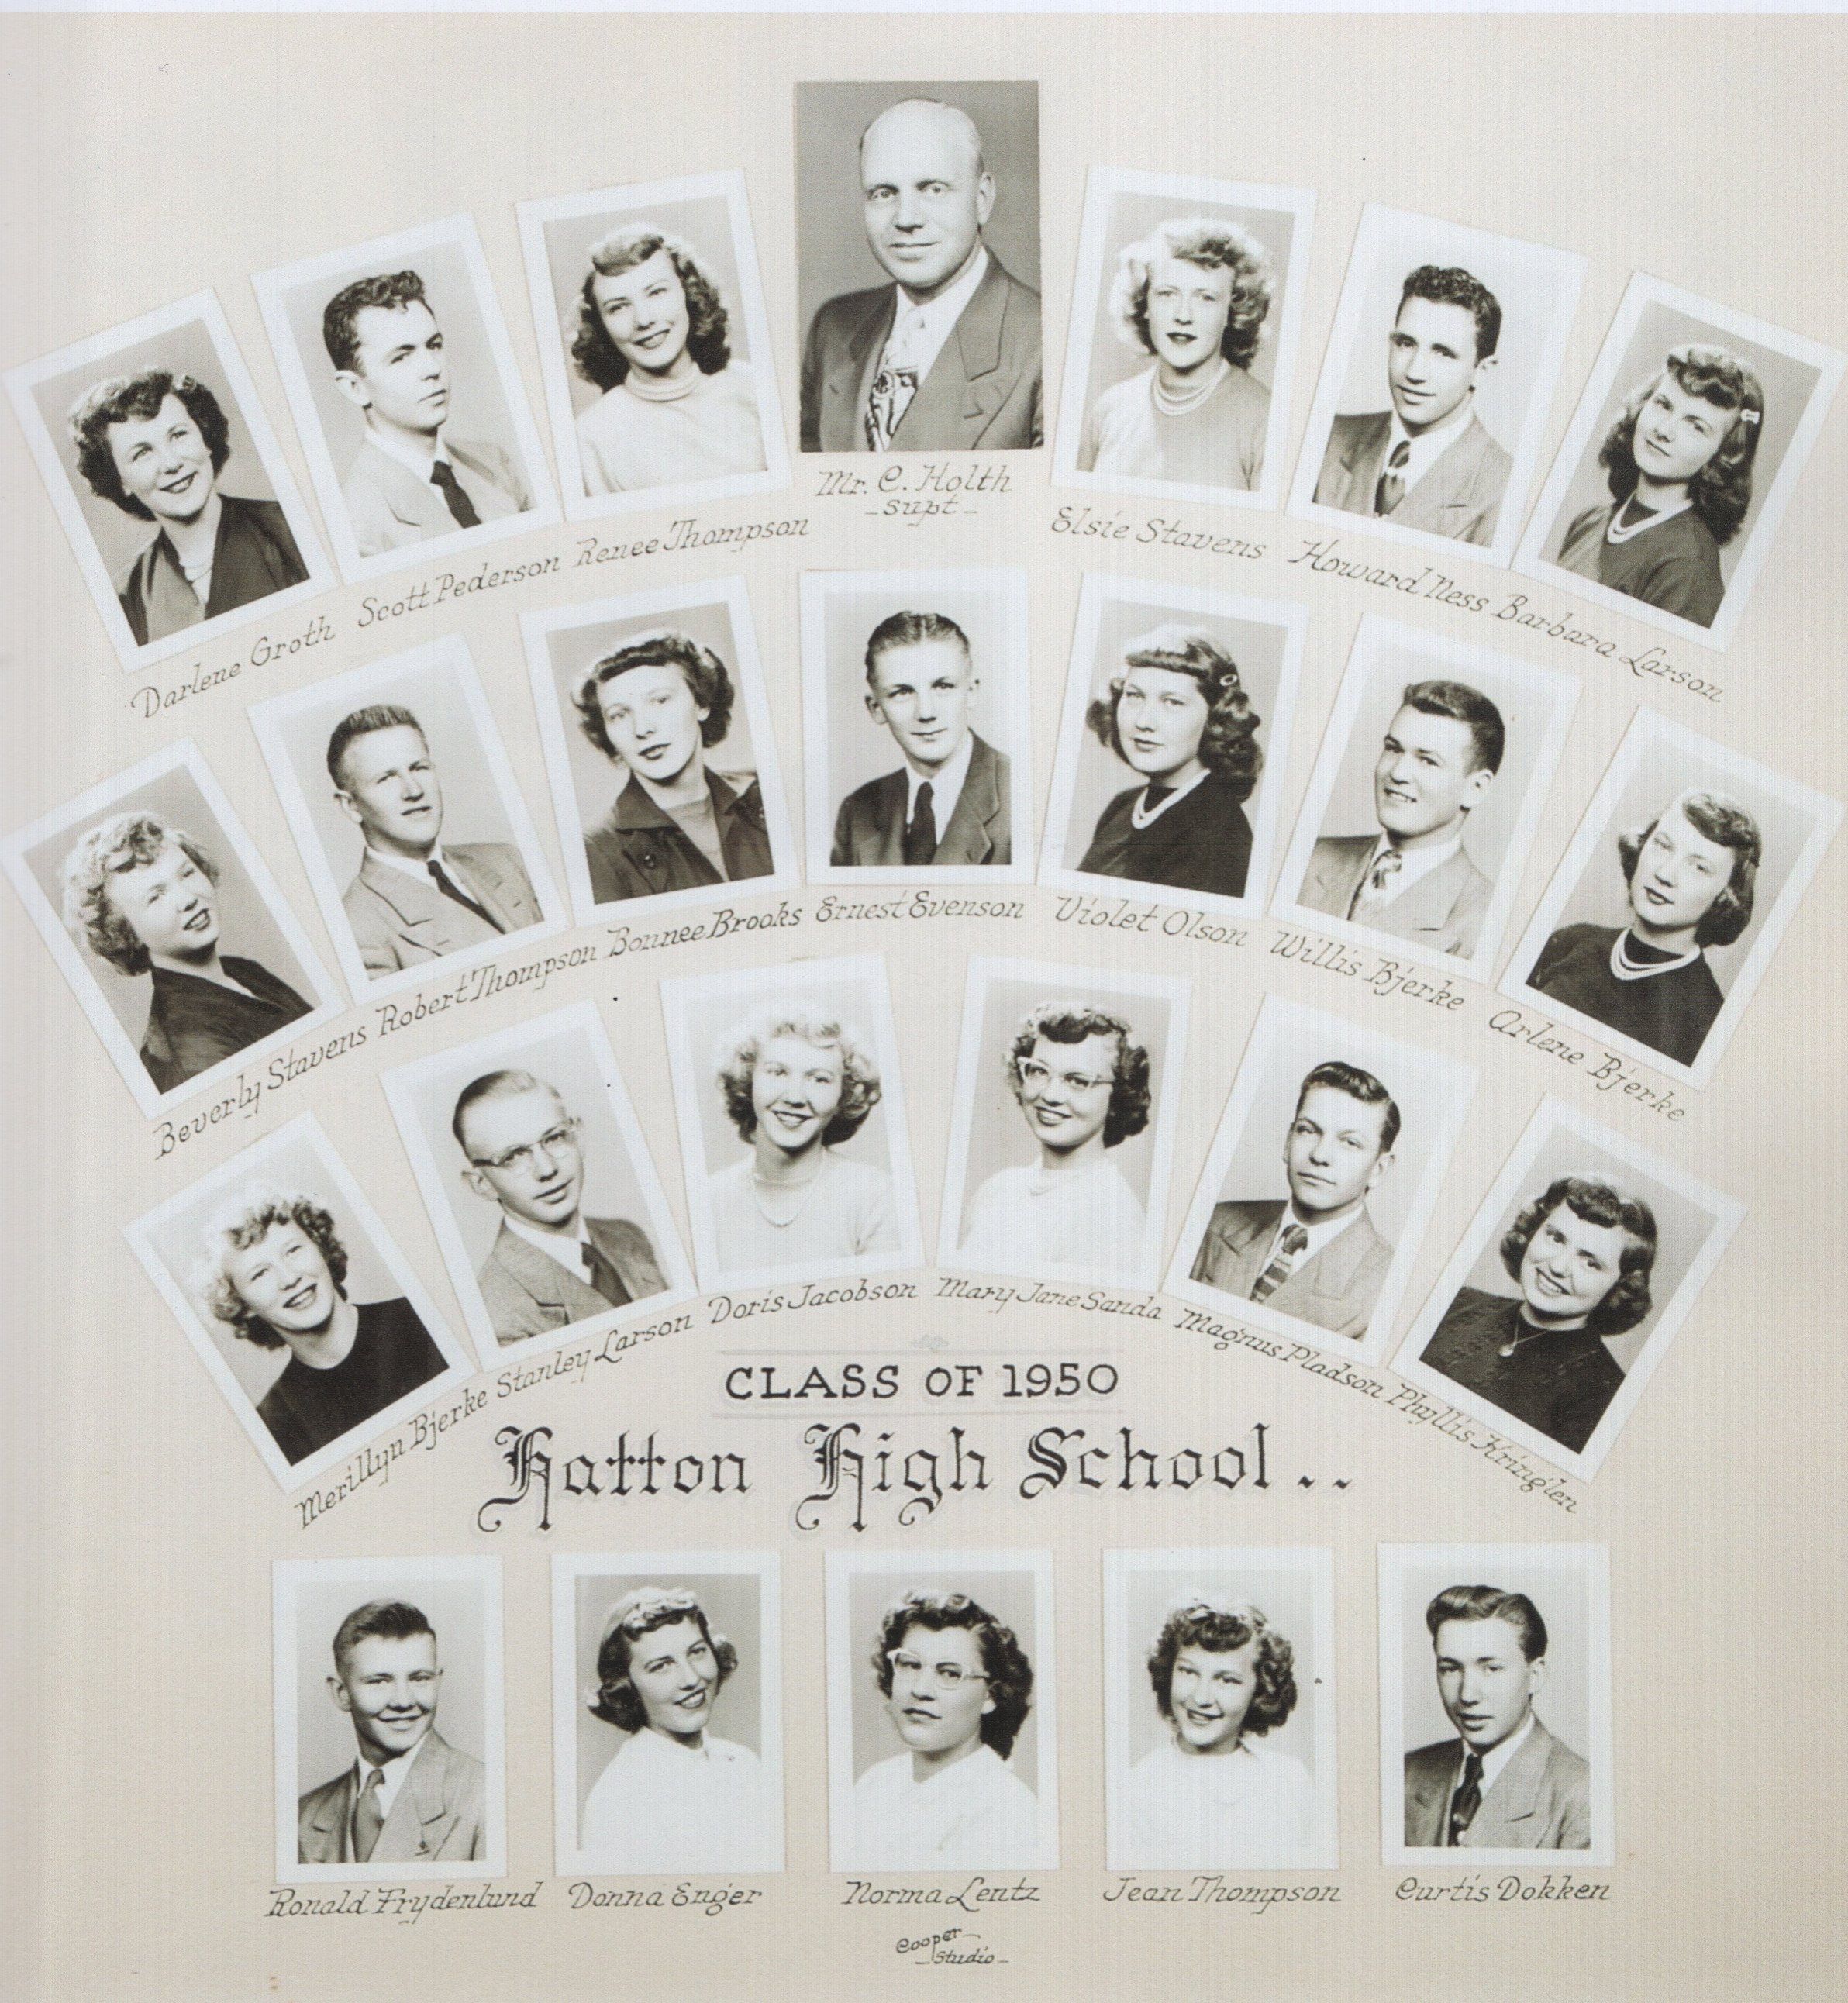 Mr. C. Holth
-supt-
Darlene Groth Scott Pederson Renee Thompson Elsie Stavens Howard Ness Barbara Larson
Beverly Stavens Robert Thompson Bonnee Brooks Ernest Evenson Violet Olson Willis Bjerke Arlene Bjerke
Merillyn Bjerke Stanley Larson Doris Jacobson Mary Jane Sanda Magnus Pladson Phyllis Kringlen
CLASS OF 1950
Hatton High School..
Ronald Frydenlund Donna Enger Norma Lentz Jean Thompson Curtis Dokken
Cooper
-Studio-